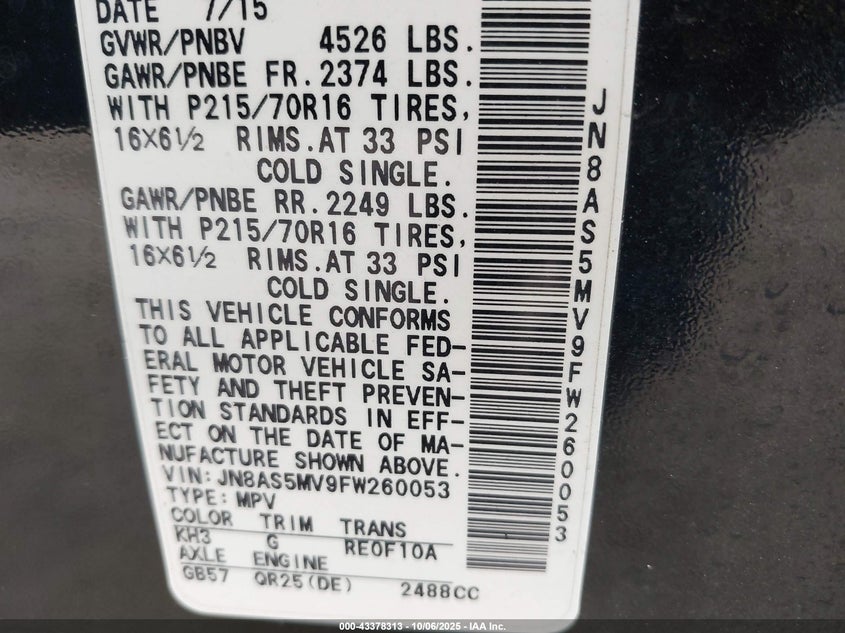 DATE 7/15
GVWR/PNBV 4526 LBS.
GAWR/PNBE FR. 2374 LBS.
WITH P215/70R16 TIRES,
16X6½ RIMS. AT 33 PSI
COLD SINGLE.
GAWR/PNBE RR. 2249 LBS.
WITH P215/70R16 TIRES,
16X6½ RIMS. AT 33 PSI
COLD SINGLE.
THIS VEHICLE CONFORMS
TO ALL APPLICABLE FED-
ERAL MOTOR VEHICLE SA-
FETY AND THEFT PREVEN-
TION STANDARDS IN EFF-
ECT ON THE DATE OF MA-
NUFACTURE SHOWN ABOVE.
VIN: JN8AS5MV9FW260053
TYPE: MPV
COLOR TRIM TRANS
KH3 G RE0F10A
AXLE ENGINE
GB57 QR25(DE) 2488CC
JN8AS5MV9FW260053
000-43378313 - 10/06/2025 - IAA Inc.